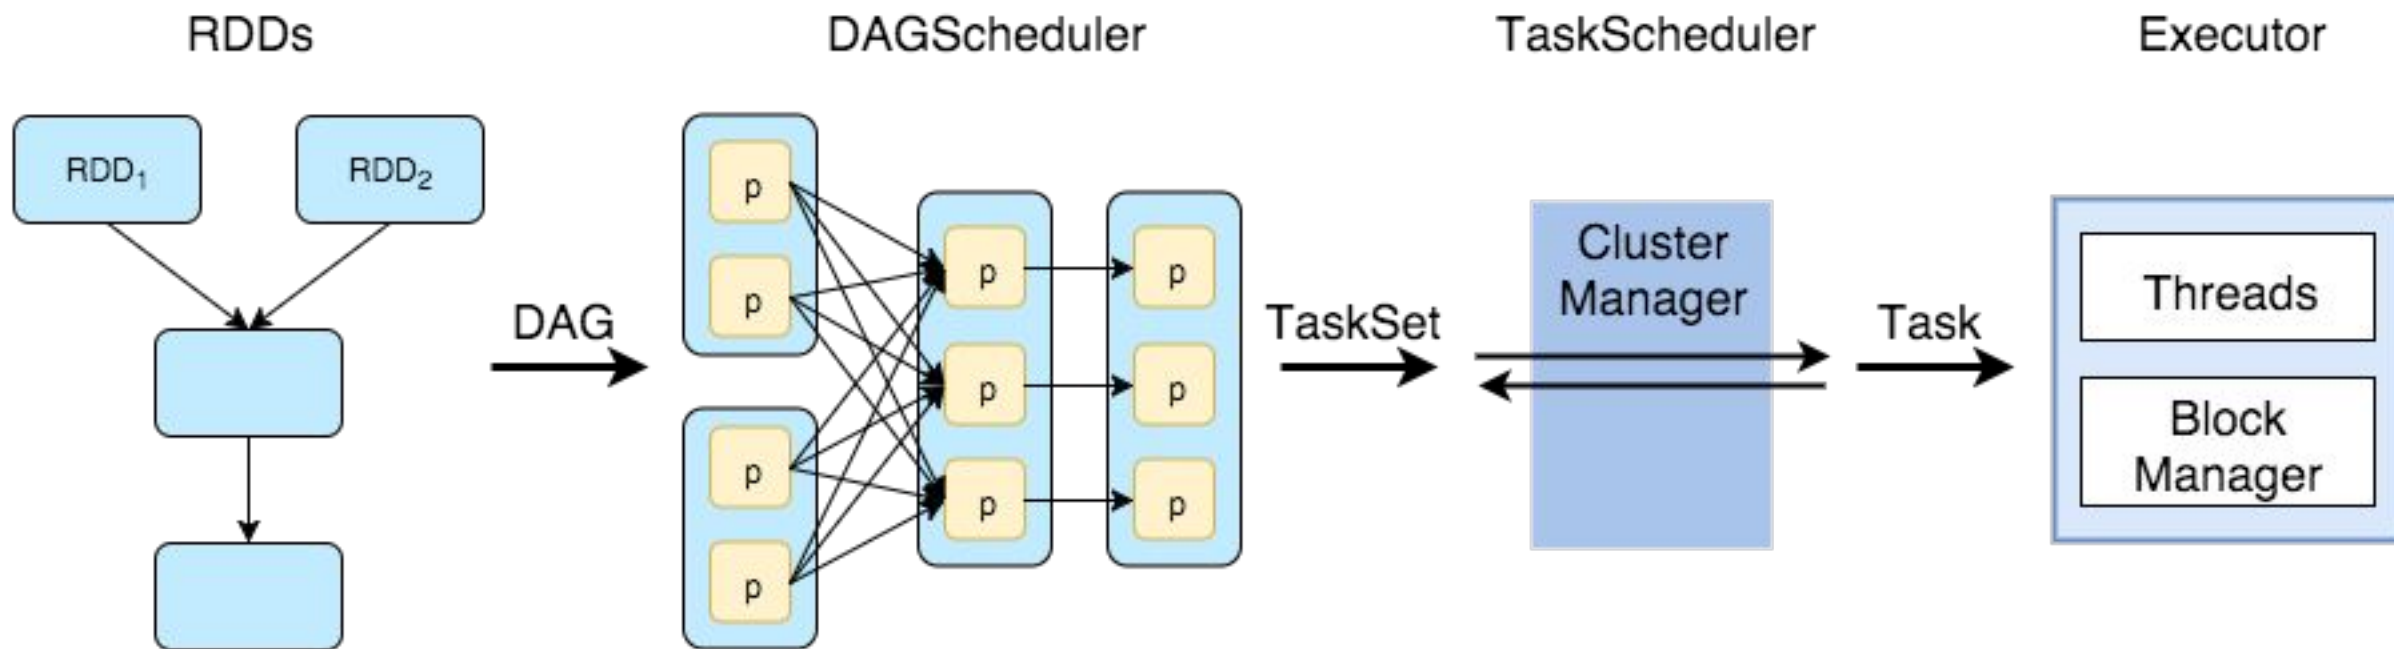 RDDs
DAGScheduler
TaskScheduler
Executor
RDD₁
RDD₂
DAG
p
p
p
p
p
p
p
p
p
p
TaskSet
Cluster
Manager
Task
Threads
Block
Manager